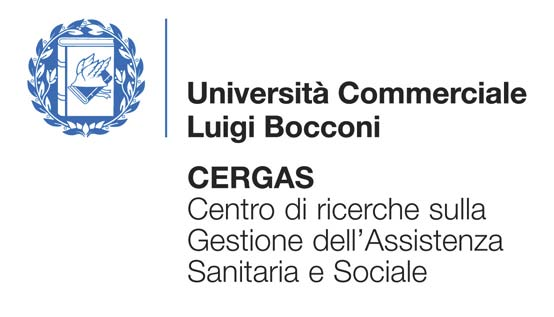 Università Commerciale
Luigi Bocconi
CERGAS
Centro di ricerche sulla
Gestione dell'Assistenza
Sanitaria e Sociale